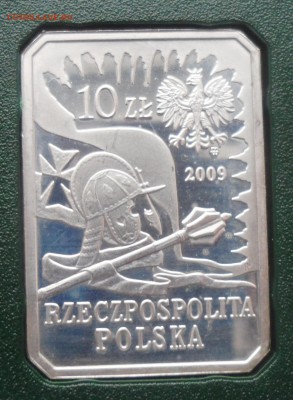 10 ZŁ
2009
RZECZPOSPOLITA
POLSKA